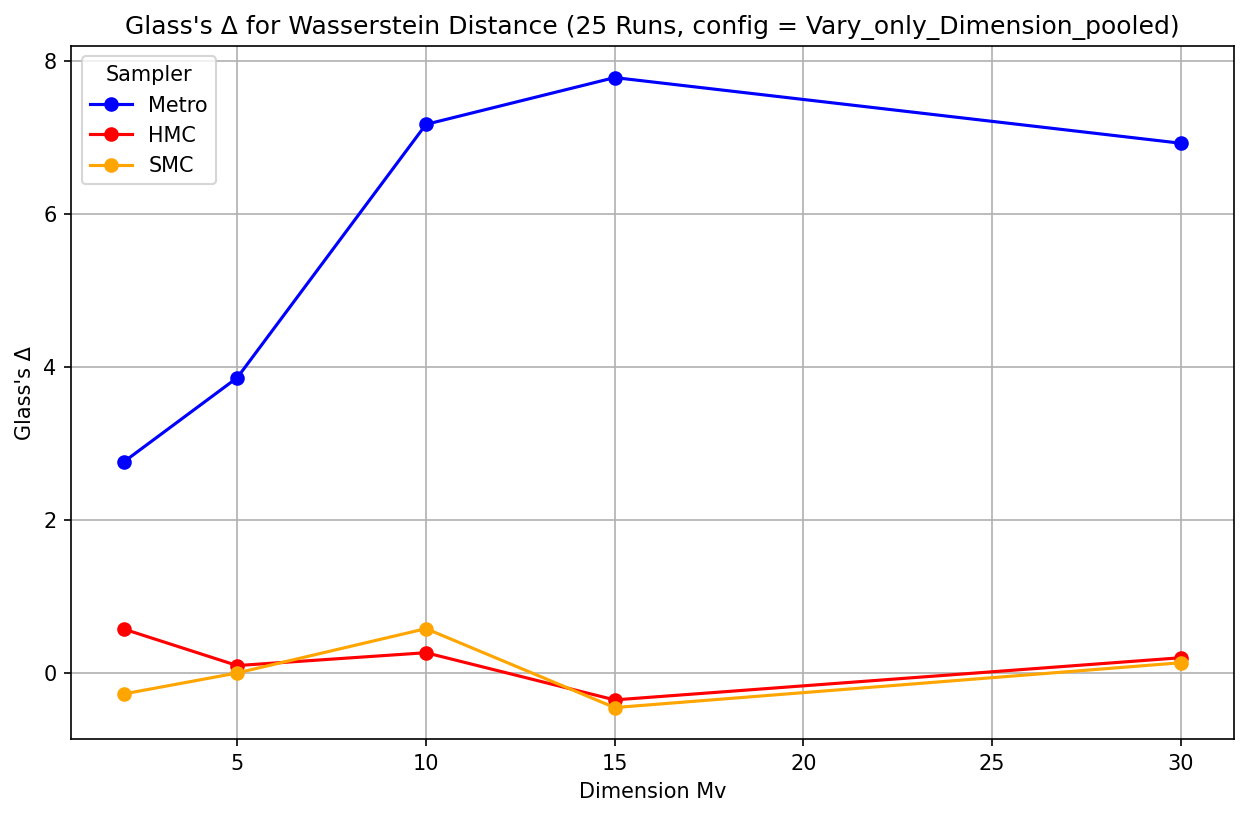 Glass's Δ for Wasserstein Distance (25 Runs, config = Vary_only_Dimension_pooled)
Sampler
Metro
HMC
SMC
Glass's Δ
8
6
4
2
0
5
10
15
20
25
30
Dimension Mv